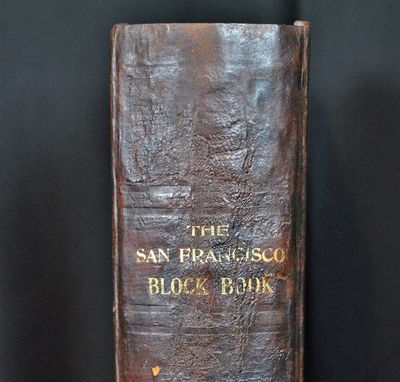 THE
SAN FRANCISCO
BLOCK BOOK